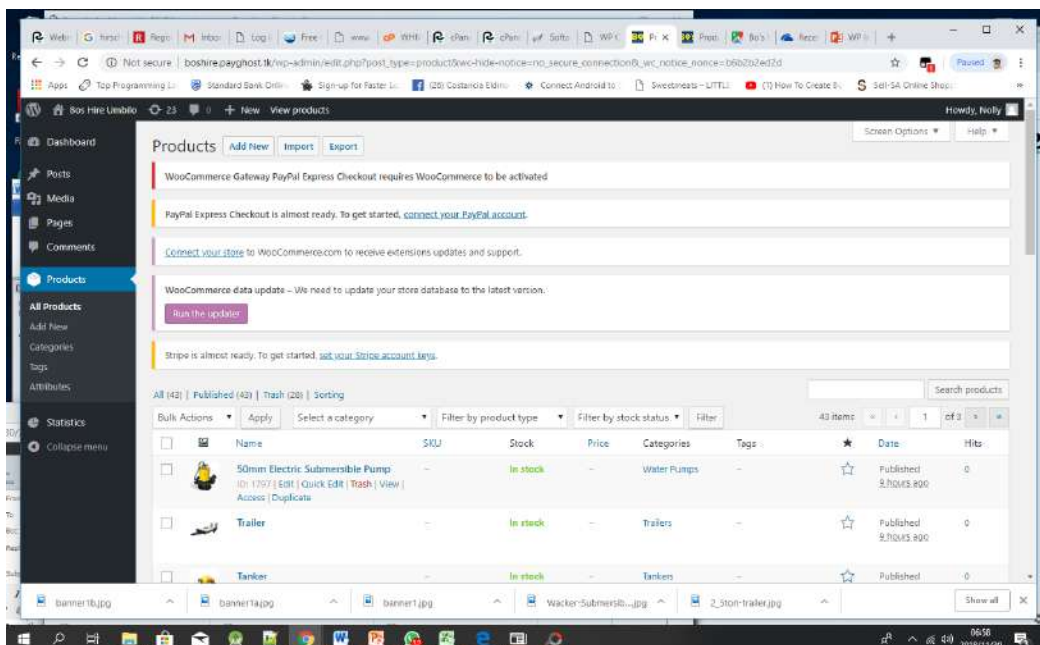 Not secure | boshire.payghost.tk/wp-admin/edit.php?post_type=product&wc-hide-notice=no_secure_connection&_wc_notice_nonce=b6b2b2ed2d
Paused
Apps
Top Programming
Standard Bank Onlin
Sign-up for Faster
(28) Costancia Eldino
Connect Android to
Sweetmeats – LITTL
(1) How To Create
Sell-SA Online Shop
Bos Hire Umbilo
23
0
+ New
View products
Howdy, Nolly
Dashboard
Posts
Media
Pages
Comments
Products
All Products
Add New
Categories
Tags
Attributes
Statistics
Collapse menu
Screen Options
Help
Products
Add New
Import
Export
WooCommerce Gateway PayPal Express Checkout requires WooCommerce to be activated
PayPal Express Checkout is almost ready. To get started, connect your PayPal account.
Connect your store to WooCommerce.com to receive extensions updates and support.
WooCommerce data update – We need to update your store database to the latest version.
Run the updater
Stripe is almost ready. To get started, set your Stripe account keys.
All (43) | Published (43) | Trash (28) | Sorting
Search products
Bulk Actions
Apply
Select a category
Filter by product type
Filter by stock status
Filter
43 items
1
of 3
Name
SKU
Stock
Price
Categories
Tags
Date
Hits
50mm Electric Submersible Pump
–
In stock
–
Water Pumps
–
Published
0
ID: 1797 | Edit | Quick Edit | Trash | View |
9 hours ago
Access | Duplicate
Trailer
–
In stock
–
Trailers
–
Published
0
9 hours ago
Tanker
–
In stock
–
Tankers
–
Published
0
banner1b.jpg
banner1a.jpg
banner1.jpg
Wacker-Submersib....jpg
2_5ton-trailer.jpg
Show all
06:58